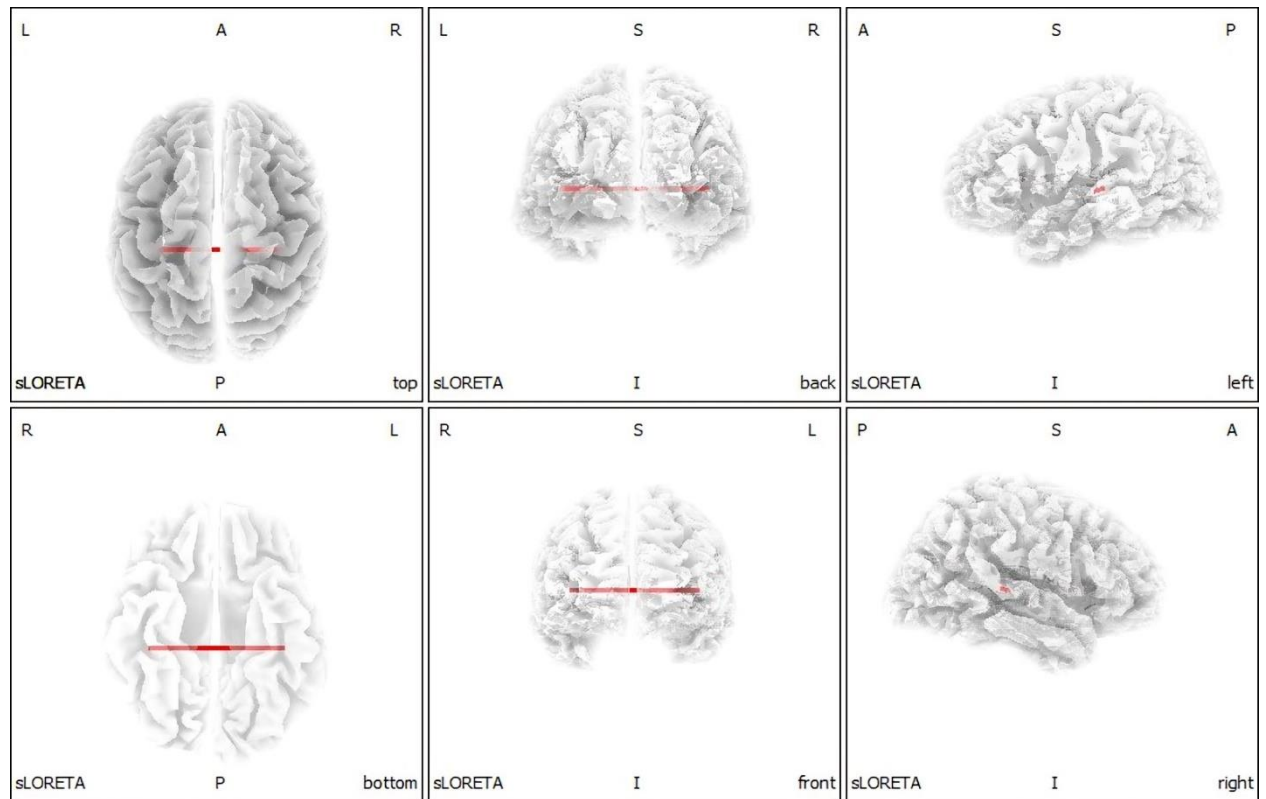 L A R
sLORETA P top
L S R
sLORETA I back
A S P
sLORETA I left
R A L
sLORETA P bottom
R S L
sLORETA I front
P S A
sLORETA I right